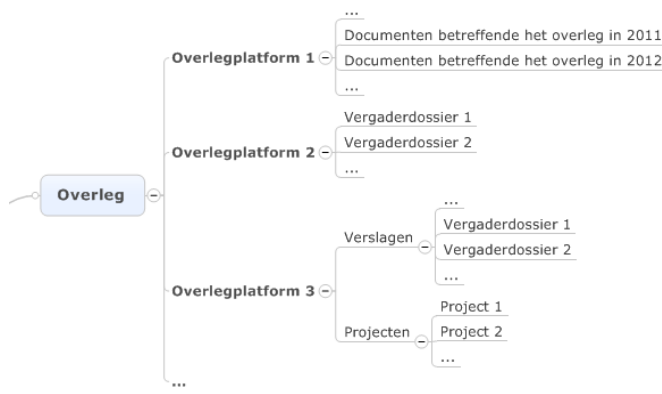 ...
Documenten betreffende het overleg in 2011
Overlegplatform 1
Documenten betreffende het overleg in 2012
...
Vergaderdossier 1
Overlegplatform 2
Vergaderdossier 2
...
Overleg
...
Verslagen
Vergaderdossier 1
Vergaderdossier 2
...
Overlegplatform 3
Projecten
Project 1
Project 2
...
...